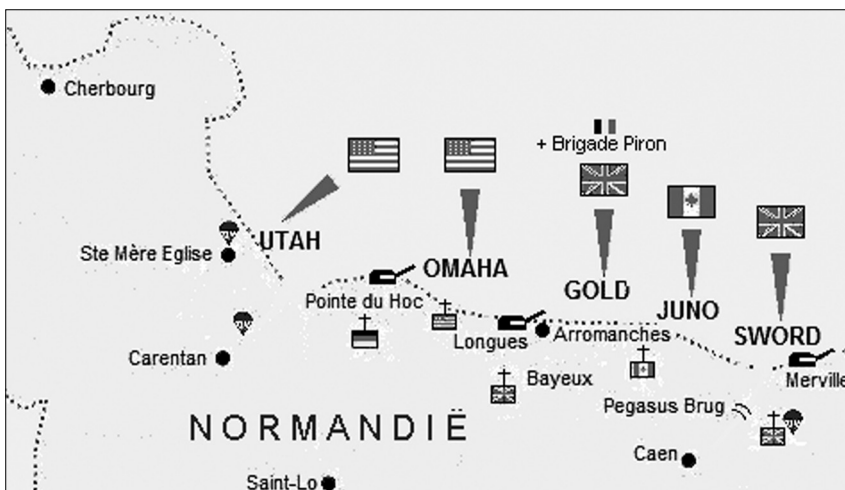 Cherbourg
+ Brigade Piron
UTAH
Ste Mère Eglise
OMAHA
GOLD
Pointe du Hoc
JUNO
Longues
Arromanches
SWORD
Carentan
Bayeux
Merville
Pegasus Brug
NORMANDIË
Caen
Saint-Lo